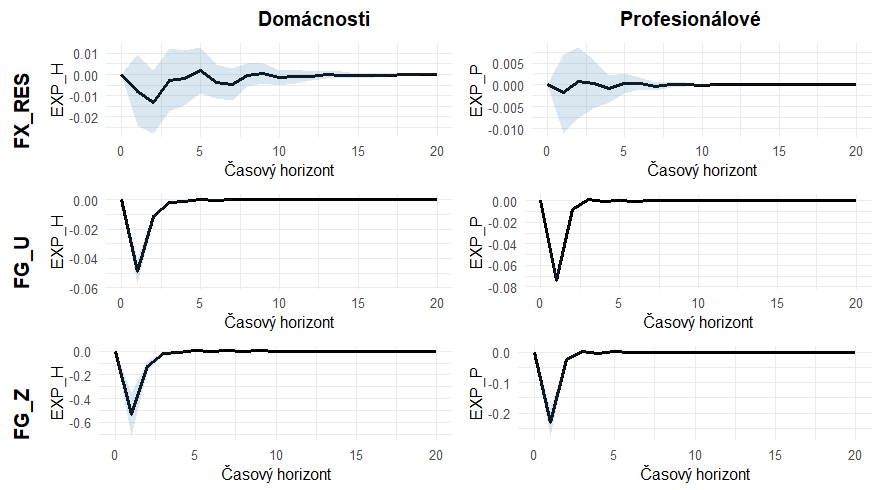 Domácnosti
Profesionálové
FX_RES
EXP_H
0.01
0.00
-0.01
-0.02
0 5 10 15 20
Časový horizont
EXP_P
0.005
0.000
-0.005
-0.010
0 5 10 15 20
Časový horizont
FG_U
EXP_H
0.00
-0.02
-0.04
-0.06
0 5 10 15 20
Časový horizont
EXP_P
0.00
-0.02
-0.04
-0.06
-0.08
0 5 10 15 20
Časový horizont
FG_Z
EXP_H
0.0
-0.2
-0.4
-0.6
0 5 10 15 20
Časový horizont
EXP_P
0.0
-0.1
-0.2
0 5 10 15 20
Časový horizont